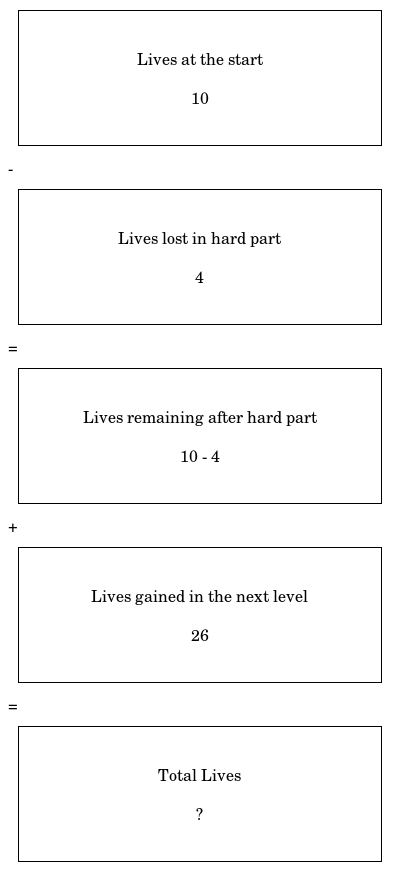 Lives at the start
10
-
Lives lost in hard part
4
=
Lives remaining after hard part
10 - 4
+
Lives gained in the next level
26
=
Total Lives
?